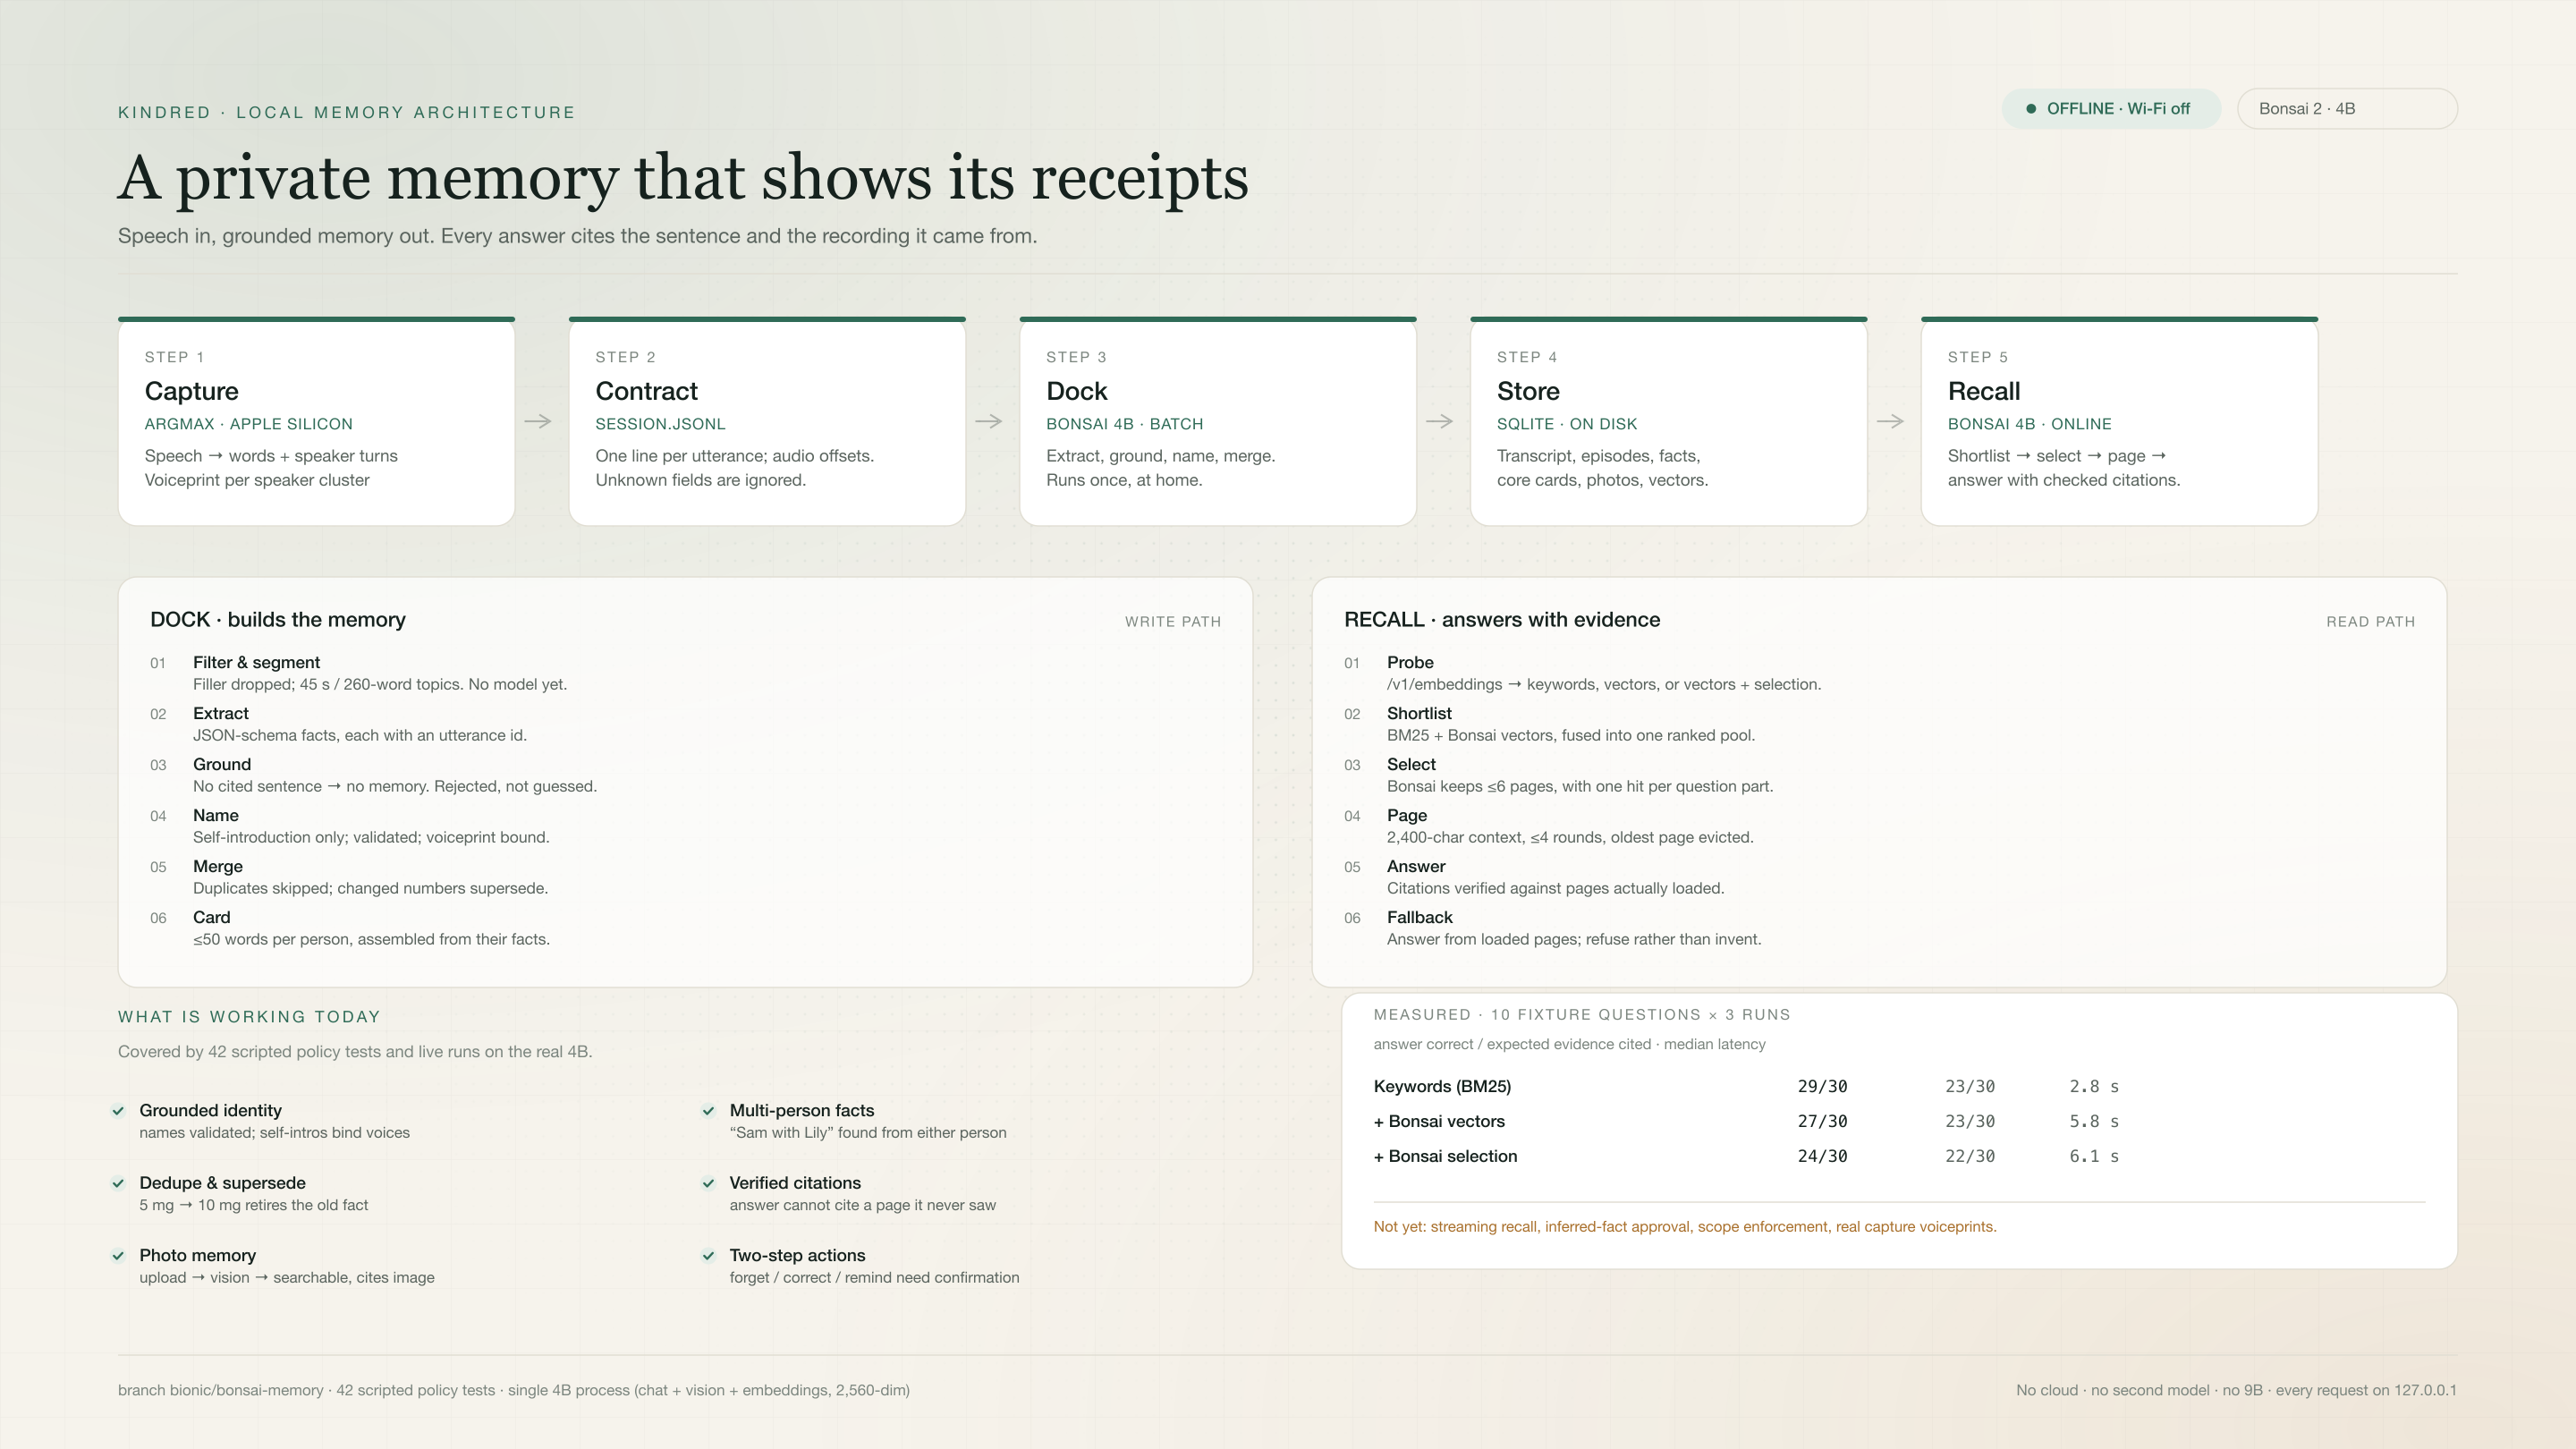 KINDRED · LOCAL MEMORY ARCHITECTURE
OFFLINE · Wi-Fi off
Bonsai 2 · 4B
A private memory that shows its receipts
Speech in, grounded memory out. Every answer cites the sentence and the recording it came from.
STEP 1
Capture
ARGMAX · APPLE SILICON
Speech → words + speaker turns
Voiceprint per speaker cluster
→
STEP 2
Contract
SESSION.JSONL
One line per utterance; audio offsets.
Unknown fields are ignored.
→
STEP 3
Dock
BONSAI 4B · BATCH
Extract, ground, name, merge.
Runs once, at home.
→
STEP 4
Store
SQLITE · ON DISK
Transcript, episodes, facts,
core cards, photos, vectors.
→
STEP 5
Recall
BONSAI 4B · ONLINE
Shortlist → select → page →
answer with checked citations.
DOCK · builds the memory
WRITE PATH
01 Filter & segment
Filler dropped; 45 s / 260-word topics. No model yet.
02 Extract
JSON-schema facts, each with an utterance id.
03 Ground
No cited sentence → no memory. Rejected, not guessed.
04 Name
Self-introduction only; validated; voiceprint bound.
05 Merge
Duplicates skipped; changed numbers supersede.
06 Card
≤50 words per person, assembled from their facts.
RECALL · answers with evidence
READ PATH
01 Probe
/v1/embeddings → keywords, vectors, or vectors + selection.
02 Shortlist
BM25 + Bonsai vectors, fused into one ranked pool.
03 Select
Bonsai keeps ≤6 pages, with one hit per question part.
04 Page
2,400-char context, ≤4 rounds, oldest page evicted.
05 Answer
Citations verified against pages actually loaded.
06 Fallback
Answer from loaded pages; refuse rather than invent.
WHAT IS WORKING TODAY
Covered by 42 scripted policy tests and live runs on the real 4B.
Grounded identity
names validated; self-intros bind voices
Multi-person facts
“Sam with Lily” found from either person
Dedupe & supersede
5 mg → 10 mg retires the old fact
Verified citations
answer cannot cite a page it never saw
Photo memory
upload → vision → searchable, cites image
Two-step actions
forget / correct / remind need confirmation
MEASURED · 10 FIXTURE QUESTIONS × 3 RUNS
answer correct / expected evidence cited · median latency
Keywords (BM25) 29/30 23/30 2.8 s
+ Bonsai vectors 27/30 23/30 5.8 s
+ Bonsai selection 24/30 22/30 6.1 s
Not yet: streaming recall, inferred-fact approval, scope enforcement, real capture voiceprints.
branch bionic/bonsai-memory · 42 scripted policy tests · single 4B process (chat + vision + embeddings, 2,560-dim)
No cloud · no second model · no 9B · every request on 127.0.0.1